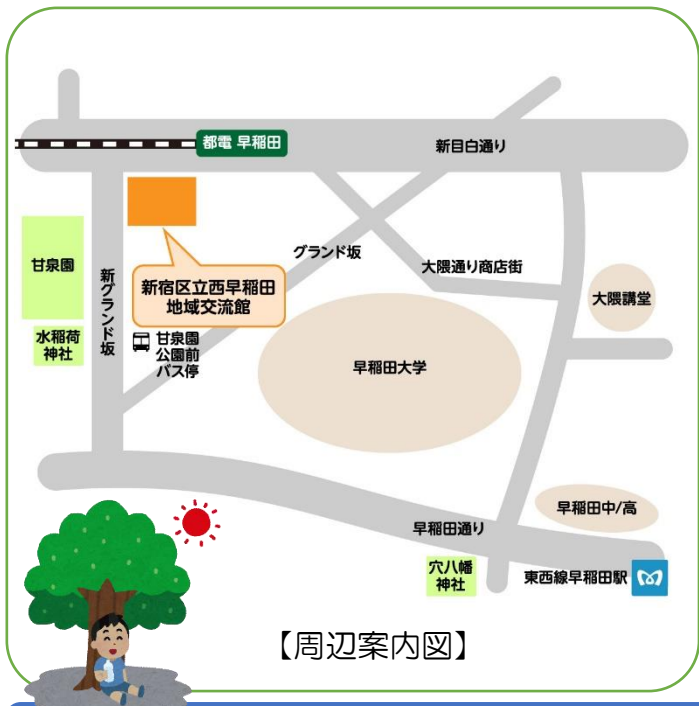 都電 早稲田
新目白通り
甘泉園
新グランド坂
グランド坂
大隈通り商店街
新宿区立西早稲田
地域交流館
大隈講堂
水稲荷
神社
甘泉園
公園前
バス停
早稲田大学
早稲田中/高
早稲田通り
穴八幡
神社
東西線早稲田駅
【周辺案内図】